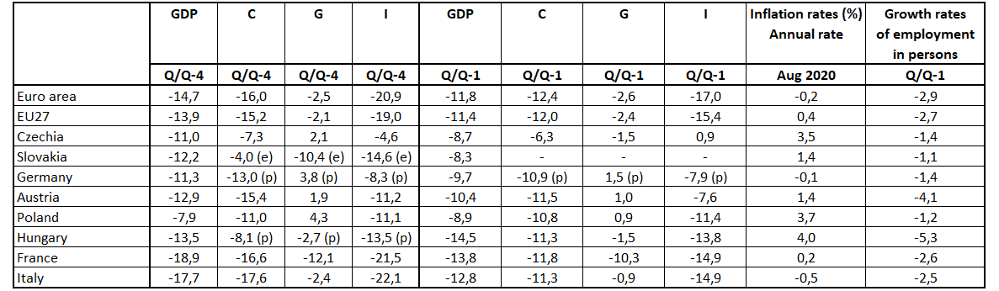 GDP C G I GDP C G I Inflation rates (%) Growth rates
Annual rate of employment
in persons
Q/Q-4 Q/Q-4 Q/Q-4 Q/Q-4 Q/Q-1 Q/Q-1 Q/Q-1 Q/Q-1 Aug 2020 Q/Q-1
Euro area -14,7 -16,0 -2,5 -20,9 -11,8 -12,4 -2,6 -17,0 -0,2 -2,9
EU27 -13,9 -15,2 -2,1 -19,0 -11,4 -12,0 -2,4 -15,4 0,4 -2,7
Czechia -11,0 -7,3 2,1 -4,6 -8,7 -6,3 -1,5 0,9 3,5 -1,4
Slovakia -12,2 -4,0 (e) -10,4 (e) -14,6 (e) -8,3 - - - 1,4 -1,1
Germany -11,3 -13,0 (p) 3,8 (p) -8,3 (p) -9,7 -10,9 (p) 1,5 (p) -7,9 (p) -0,1 -1,4
Austria -12,9 -15,4 1,9 -11,2 -10,4 -11,5 1,0 -7,6 1,4 -4,1
Poland -7,9 -11,0 4,3 -11,1 -8,9 -10,8 0,9 -11,4 3,7 -1,2
Hungary -13,5 -8,1 (p) -2,7 (p) -13,5 (p) -14,5 -11,3 -1,5 -13,8 4,0 -5,3
France -18,9 -16,6 -12,1 -21,5 -13,8 -11,8 -10,3 -14,9 0,2 -2,6
Italy -17,7 -17,6 -2,4 -22,1 -12,8 -11,3 -0,9 -14,9 -0,5 -2,5